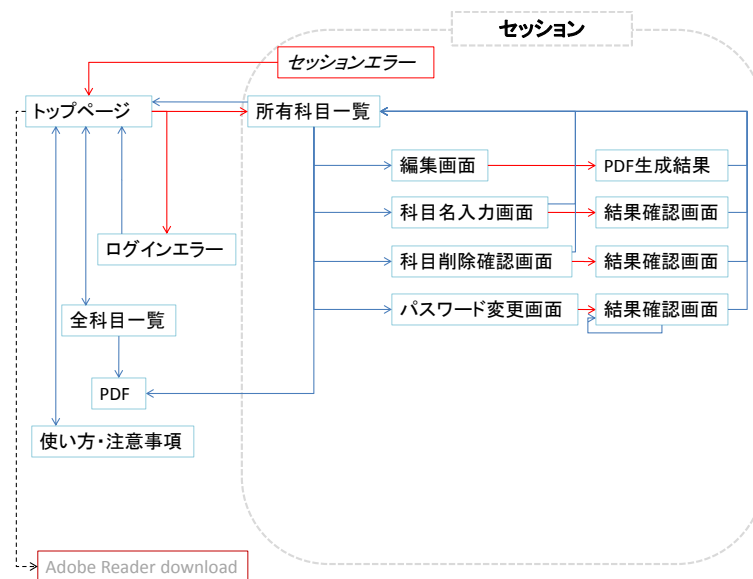 セッション
セッションエラー
トップページ
所有科目一覧
編集画面
PDF生成結果
科目名入力画面
結果確認画面
ログインエラー
科目削除確認画面
結果確認画面
全科目一覧
パスワード変更画面
結果確認画面
PDF
使い方・注意事項
Adobe Reader download